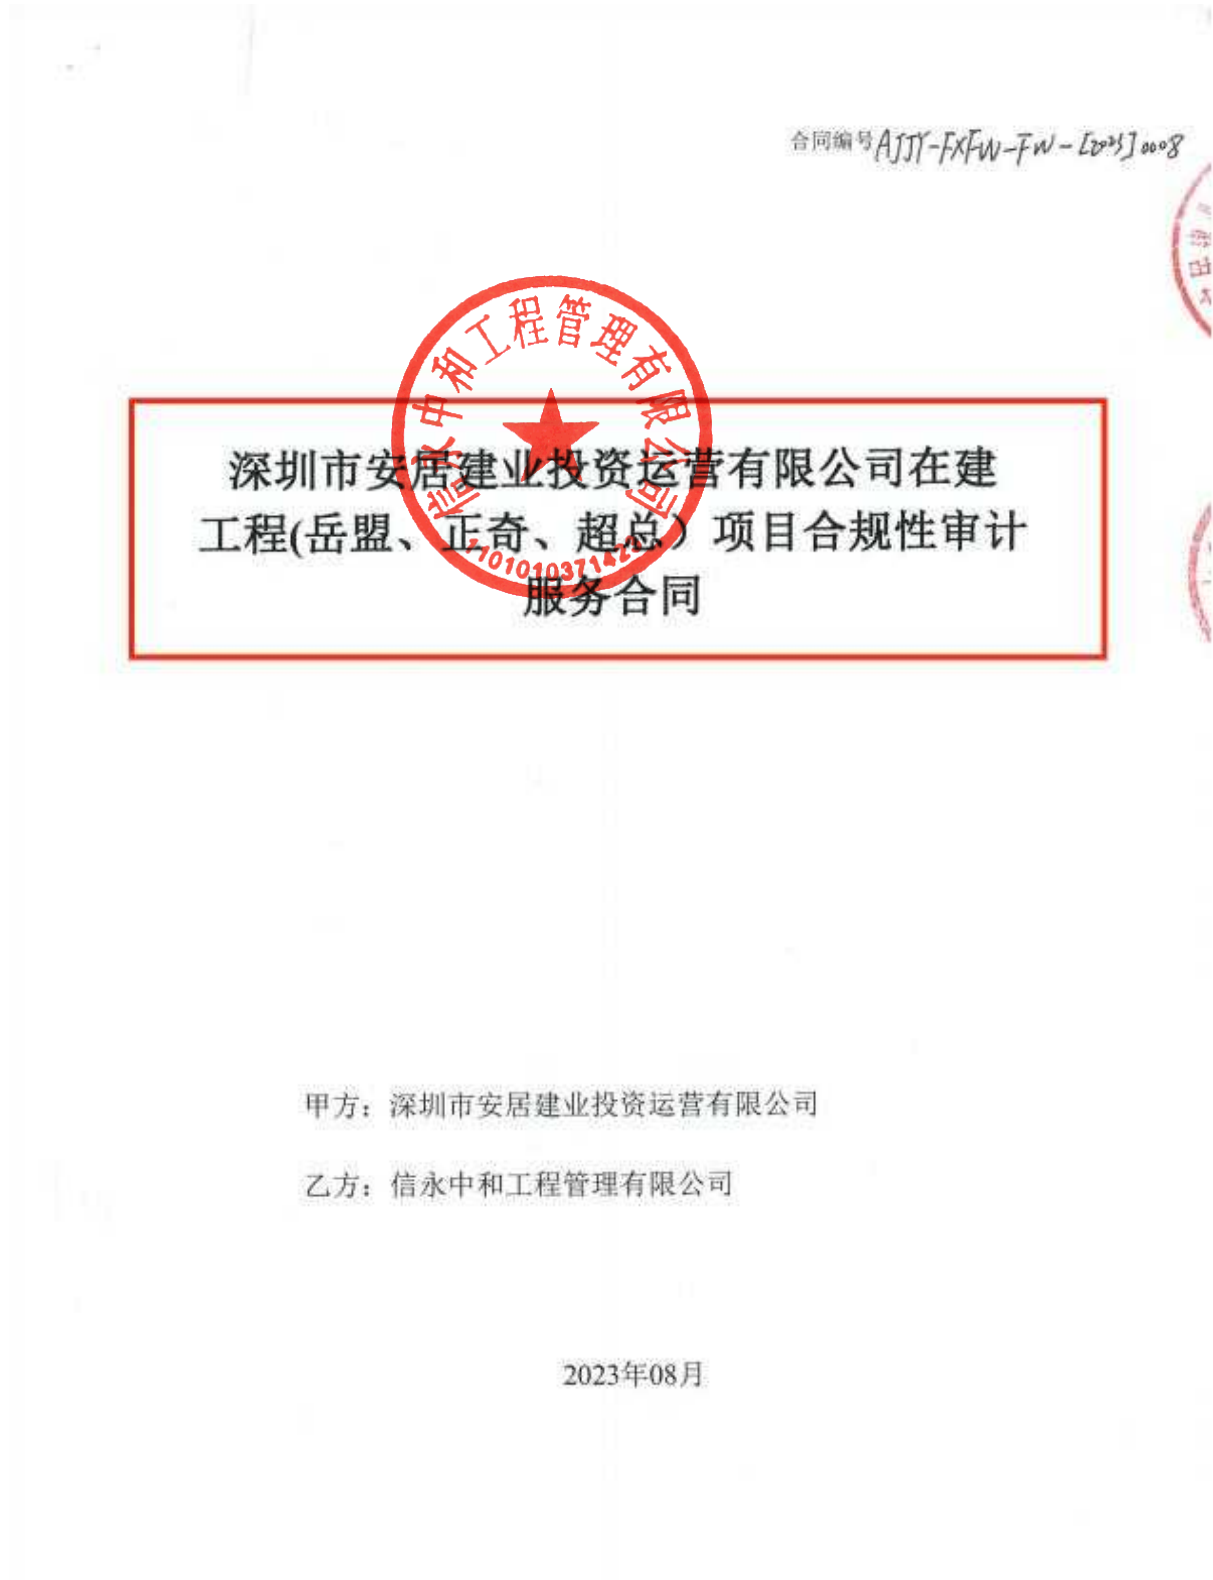 合同编号AJJY-FXFW-FW-[2023]0008
信永中和工程管理有限公司
深圳市安居建业投资运营有限公司在建
工程(岳盟、正奇、超总）项目合规性审计
服务合同
甲方：深圳市安居建业投资运营有限公司
乙方：信永中和工程管理有限公司
2023年08月